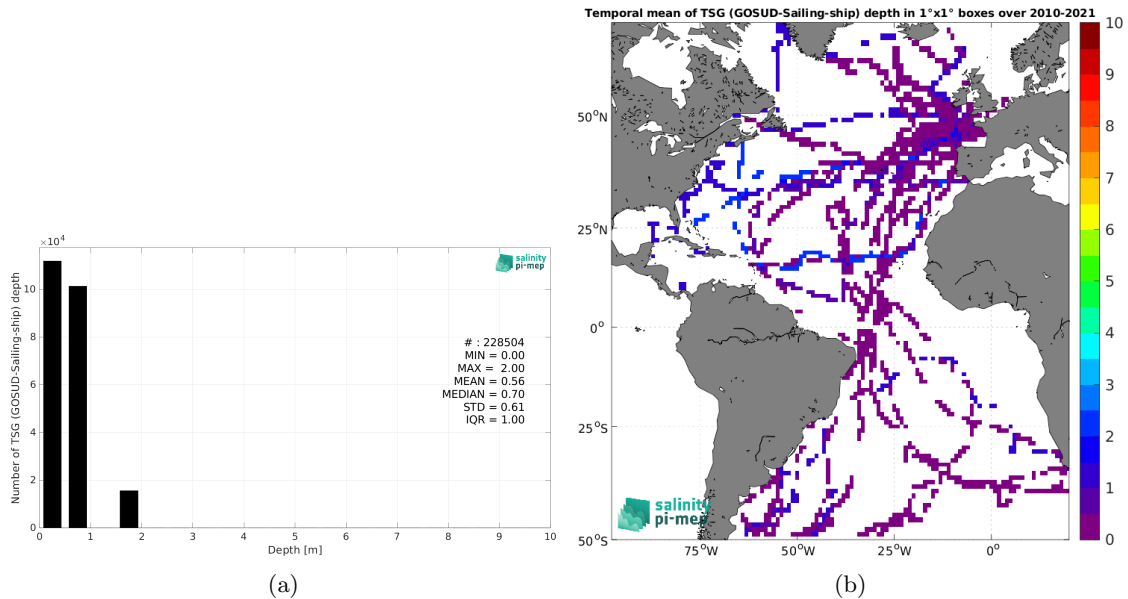 ×10⁴
10
8
6
4
2
0
Number of TSG (GOSUD-Sailing-ship) depth
salinity
pi-mep
# : 228504
MIN = 0.00
MAX = 2.00
MEAN = 0.56
MEDIAN = 0.70
STD = 0.61
IQR = 1.00
0 1 2 3 4 5 6 7 8 9 10
Depth [m]
(a)
Temporal mean of TSG (GOSUD-Sailing-ship) depth in 1°x1° boxes over 2010-2021
50°N
25°N
0°
25°S
50°S
salinity
pi-mep
75°W 50°W 25°W 0°
10
9
8
7
6
5
4
3
2
1
0
(b)